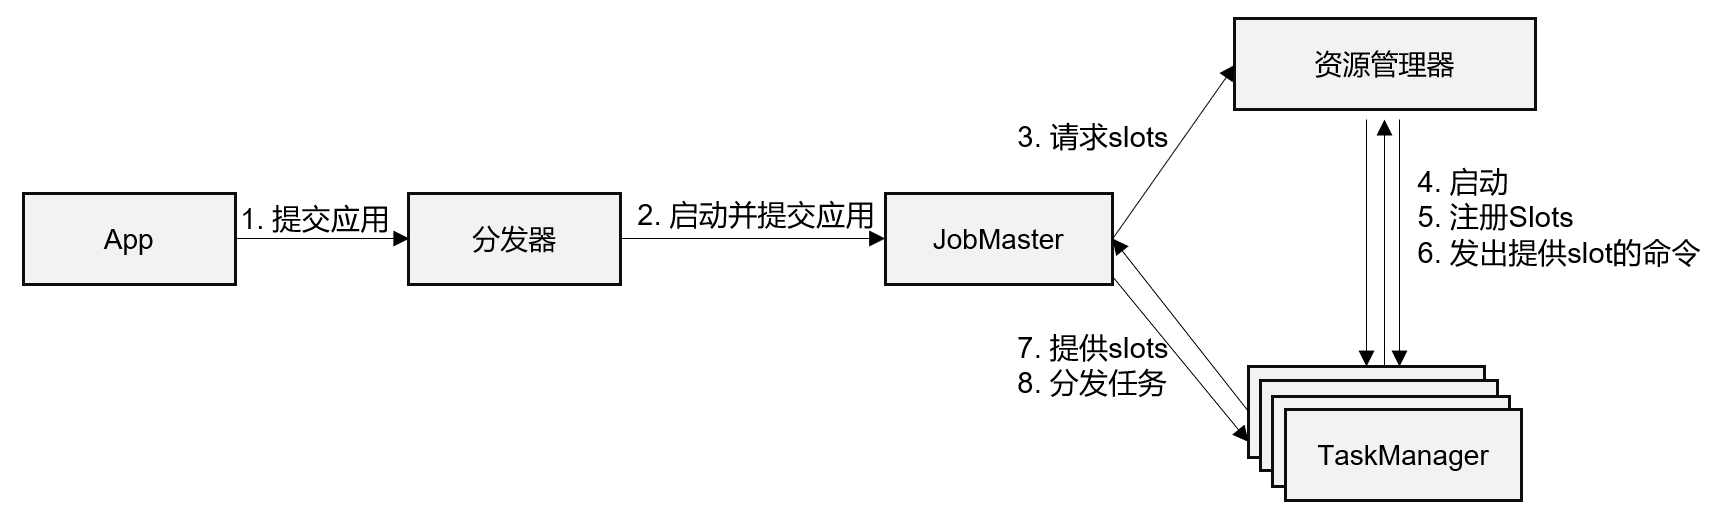 App
1. 提交应用
分发器
2. 启动并提交应用
JobMaster
3. 请求slots
资源管理器
4. 启动
5. 注册Slots
6. 发出提供slot的命令
7. 提供slots
8. 分发任务
TaskManager